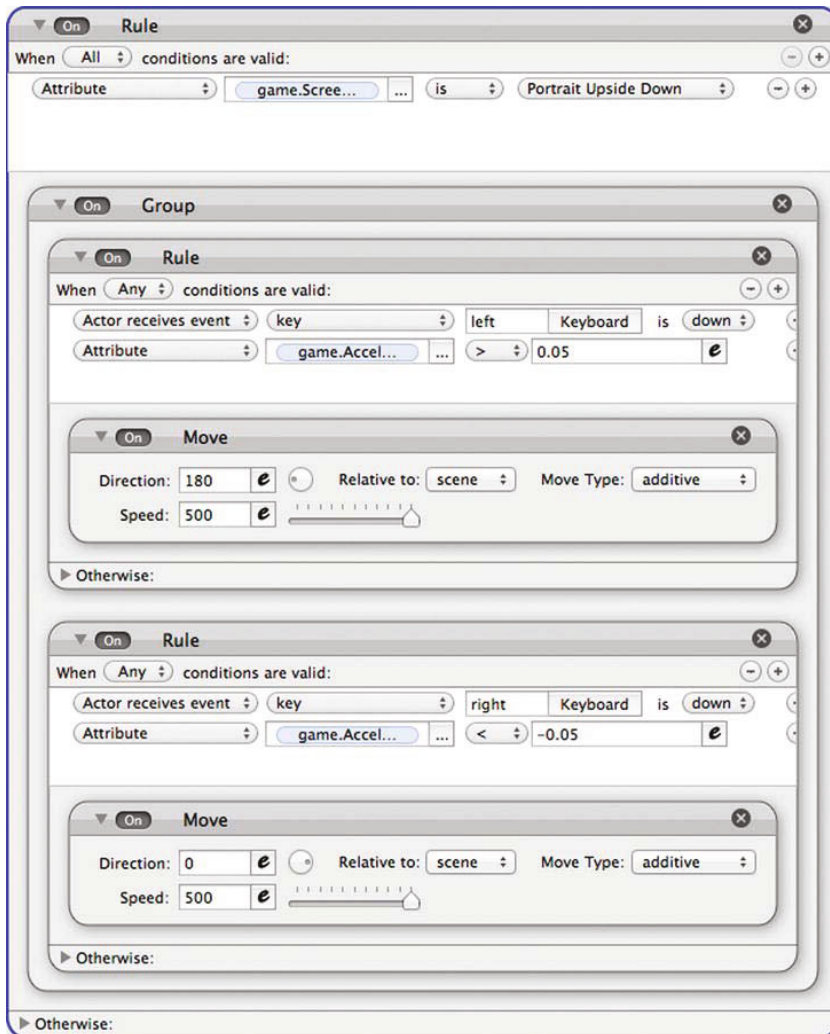 On Rule
When All conditions are valid:
Attribute game.Scree... ... is Portrait Upside Down
On Group
On Rule
When Any conditions are valid:
Actor receives event key left Keyboard is down
Attribute game.Accel... ... > 0.05 e
On Move
Direction: 180 e Relative to: scene Move Type: additive
Speed: 500 e
Otherwise:
On Rule
When Any conditions are valid:
Actor receives event key right Keyboard is down
Attribute game.Accel... ... < -0.05 e
On Move
Direction: 0 e Relative to: scene Move Type: additive
Speed: 500 e
Otherwise:
Otherwise: